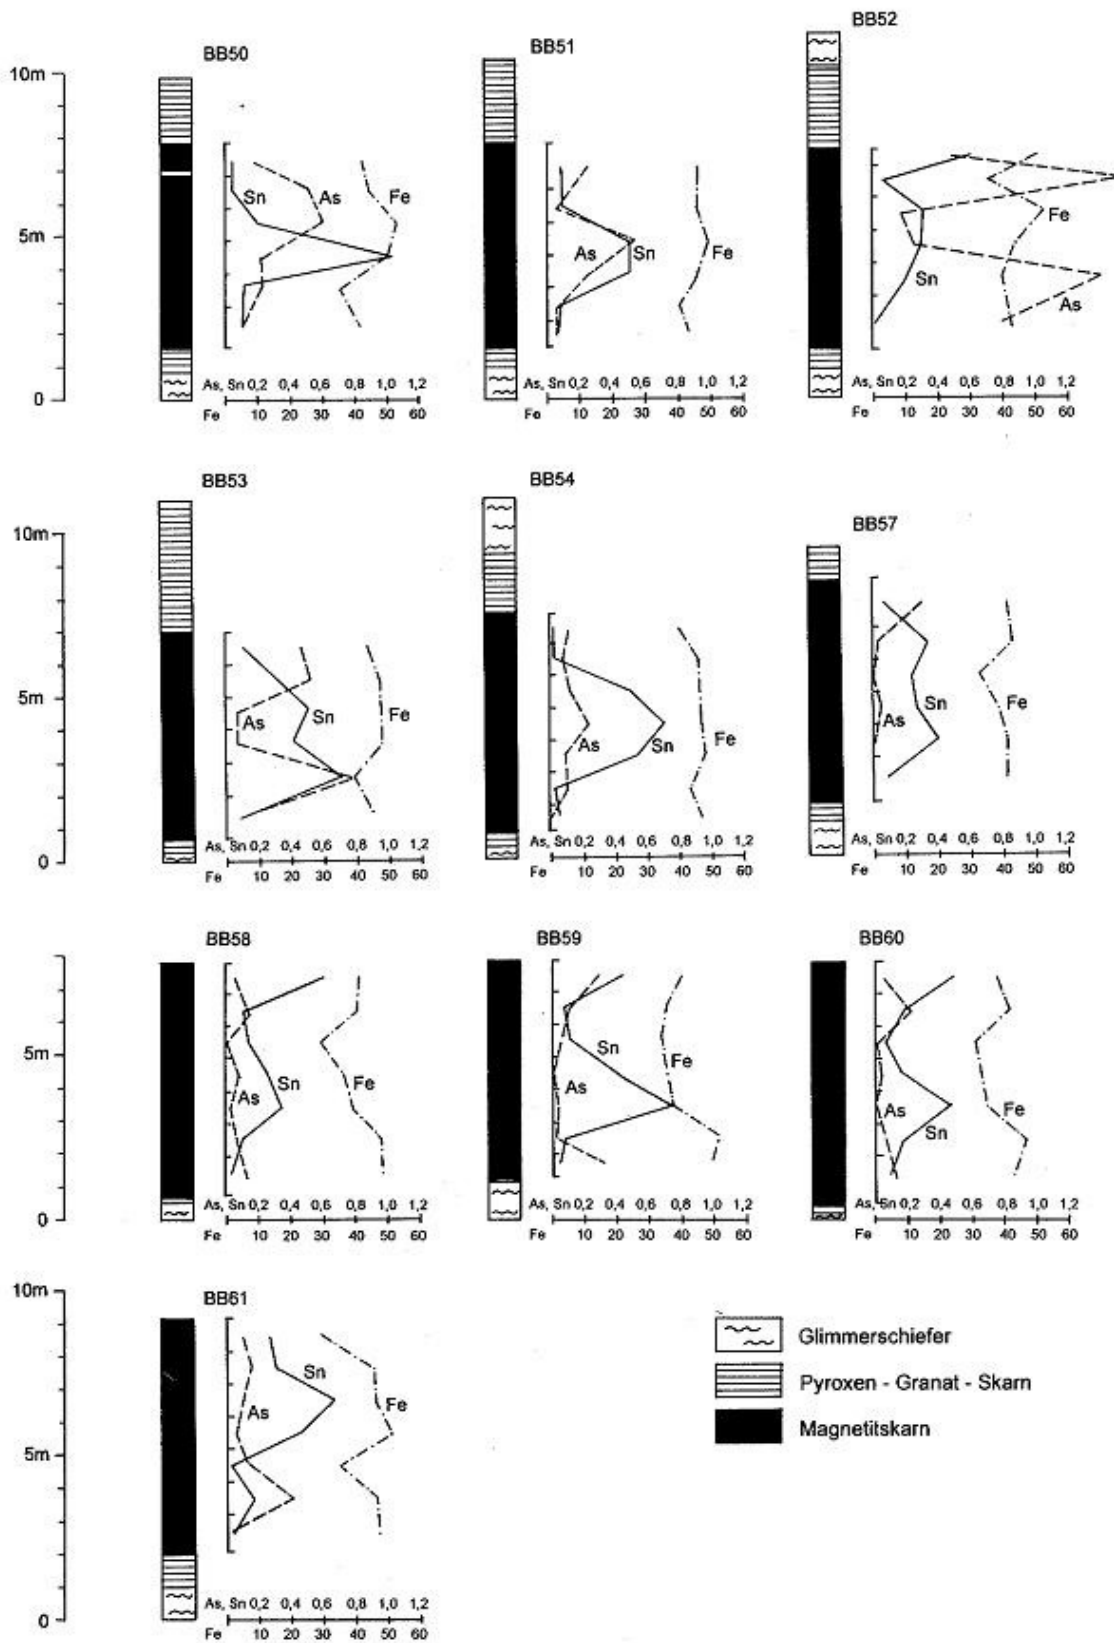 BB50
BB51
BB52
10m
5m
0
Sn
As
Fe
As
Sn
Fe
Fe
Sn
As
As, Sn 0,2 0,4 0,6 0,8 1,0 1,2
Fe 10 20 30 40 50 60
As, Sn 0,2 0,4 0,6 0,8 1,0 1,2
Fe 10 20 30 40 50 60
As, Sn 0,2 0,4 0,6 0,8 1,0 1,2
Fe 10 20 30 40 50 60
BB53
BB54
BB57
10m
5m
0
As
Sn
Fe
As
Sn
Fe
As
Sn
Fe
As, Sn 0,2 0,4 0,6 0,8 1,0 1,2
Fe 10 20 30 40 50 60
As, Sn 0,2 0,4 0,6 0,8 1,0 1,2
Fe 10 20 30 40 50 60
As, Sn 0,2 0,4 0,6 0,8 1,0 1,2
Fe 10 20 30 40 50 60
BB58
BB59
BB60
5m
0
As
Sn
Fe
As
Sn
Fe
As
Sn
Fe
As, Sn 0,2 0,4 0,6 0,8 1,0 1,2
Fe 10 20 30 40 50 60
As, Sn 0,2 0,4 0,6 0,8 1,0 1,2
Fe 10 20 30 40 50 60
As, Sn 0,2 0,4 0,6 0,8 1,0 1,2
Fe 10 20 30 40 50 60
BB61
10m
5m
0
As
Sn
Fe
As, Sn 0,2 0,4 0,6 0,8 1,0 1,2
Fe 10 20 30 40 50 60
Glimmerschiefer
Pyroxen - Granat - Skarn
Magnetitskarn